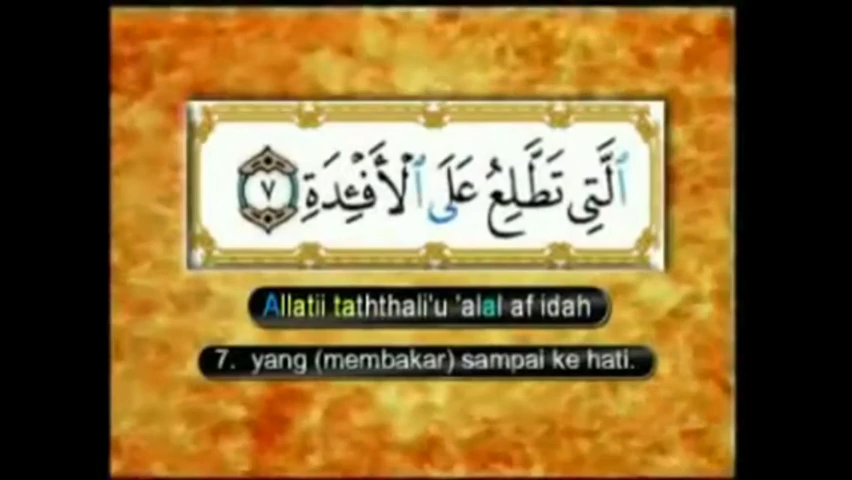 ٱلَّتِى تَطَّلِعُ عَلَى ٱلْأَفْـِٔدَةِ ٧
Allatii taththali'u 'alal af idah
7. yang (membakar) sampai ke hati.